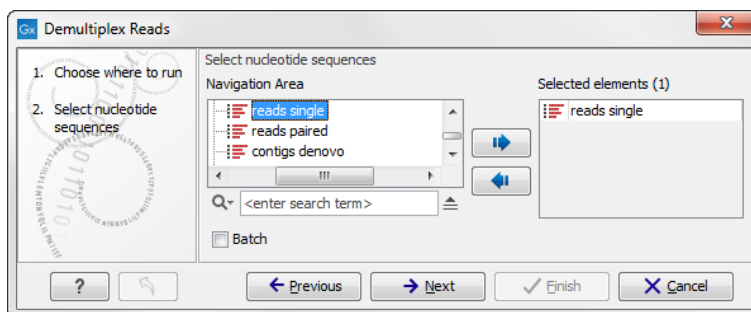 Gx Demultiplex Reads
1. Choose where to run
2. Select nucleotide
sequences
Select nucleotide sequences
Navigation Area
reads single
reads paired
contigs denovo
<enter search term>
Batch
Selected elements (1)
reads single
?
Previous
Next
Finish
Cancel